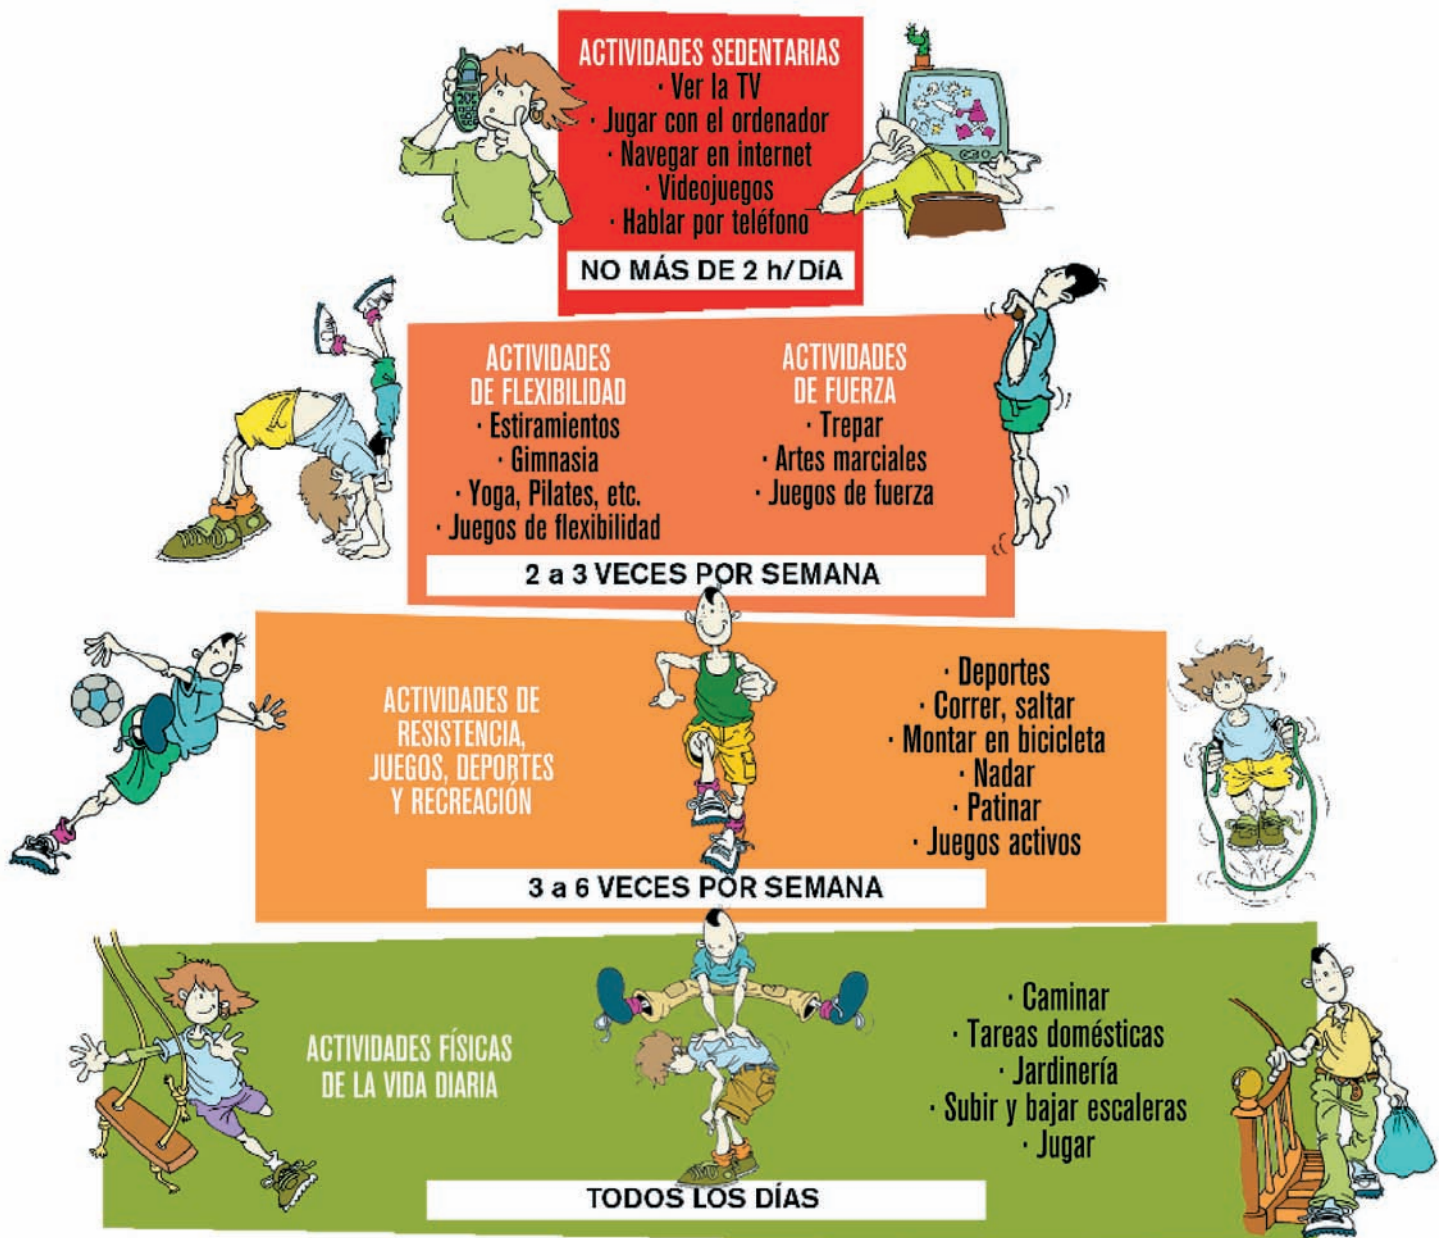 ACTIVIDADES SEDENTARIAS
· Ver la TV
· Jugar con el ordenador
· Navegar en internet
· Videojuegos
· Hablar por teléfono
NO MÁS DE 2 h/DíA
ACTIVIDADES
DE FLEXIBILIDAD
· Estiramientos
· Gimnasia
· Yoga, Pilates, etc.
· Juegos de flexibilidad
ACTIVIDADES
DE FUERZA
· Trepar
· Artes marciales
· Juegos de fuerza
2 a 3 VECES POR SEMANA
ACTIVIDADES DE
RESISTENCIA,
JUEGOS, DEPORTES
Y RECREACIÓN
· Deportes
· Correr, saltar
· Montar en bicicleta
· Nadar
· Patinar
· Juegos activos
3 a 6 VECES POR SEMANA
ACTIVIDADES FÍSICAS
DE LA VIDA DIARIA
· Caminar
· Tareas domésticas
· Jardinería
· Subir y bajar escaleras
· Jugar
TODOS LOS DÍAS